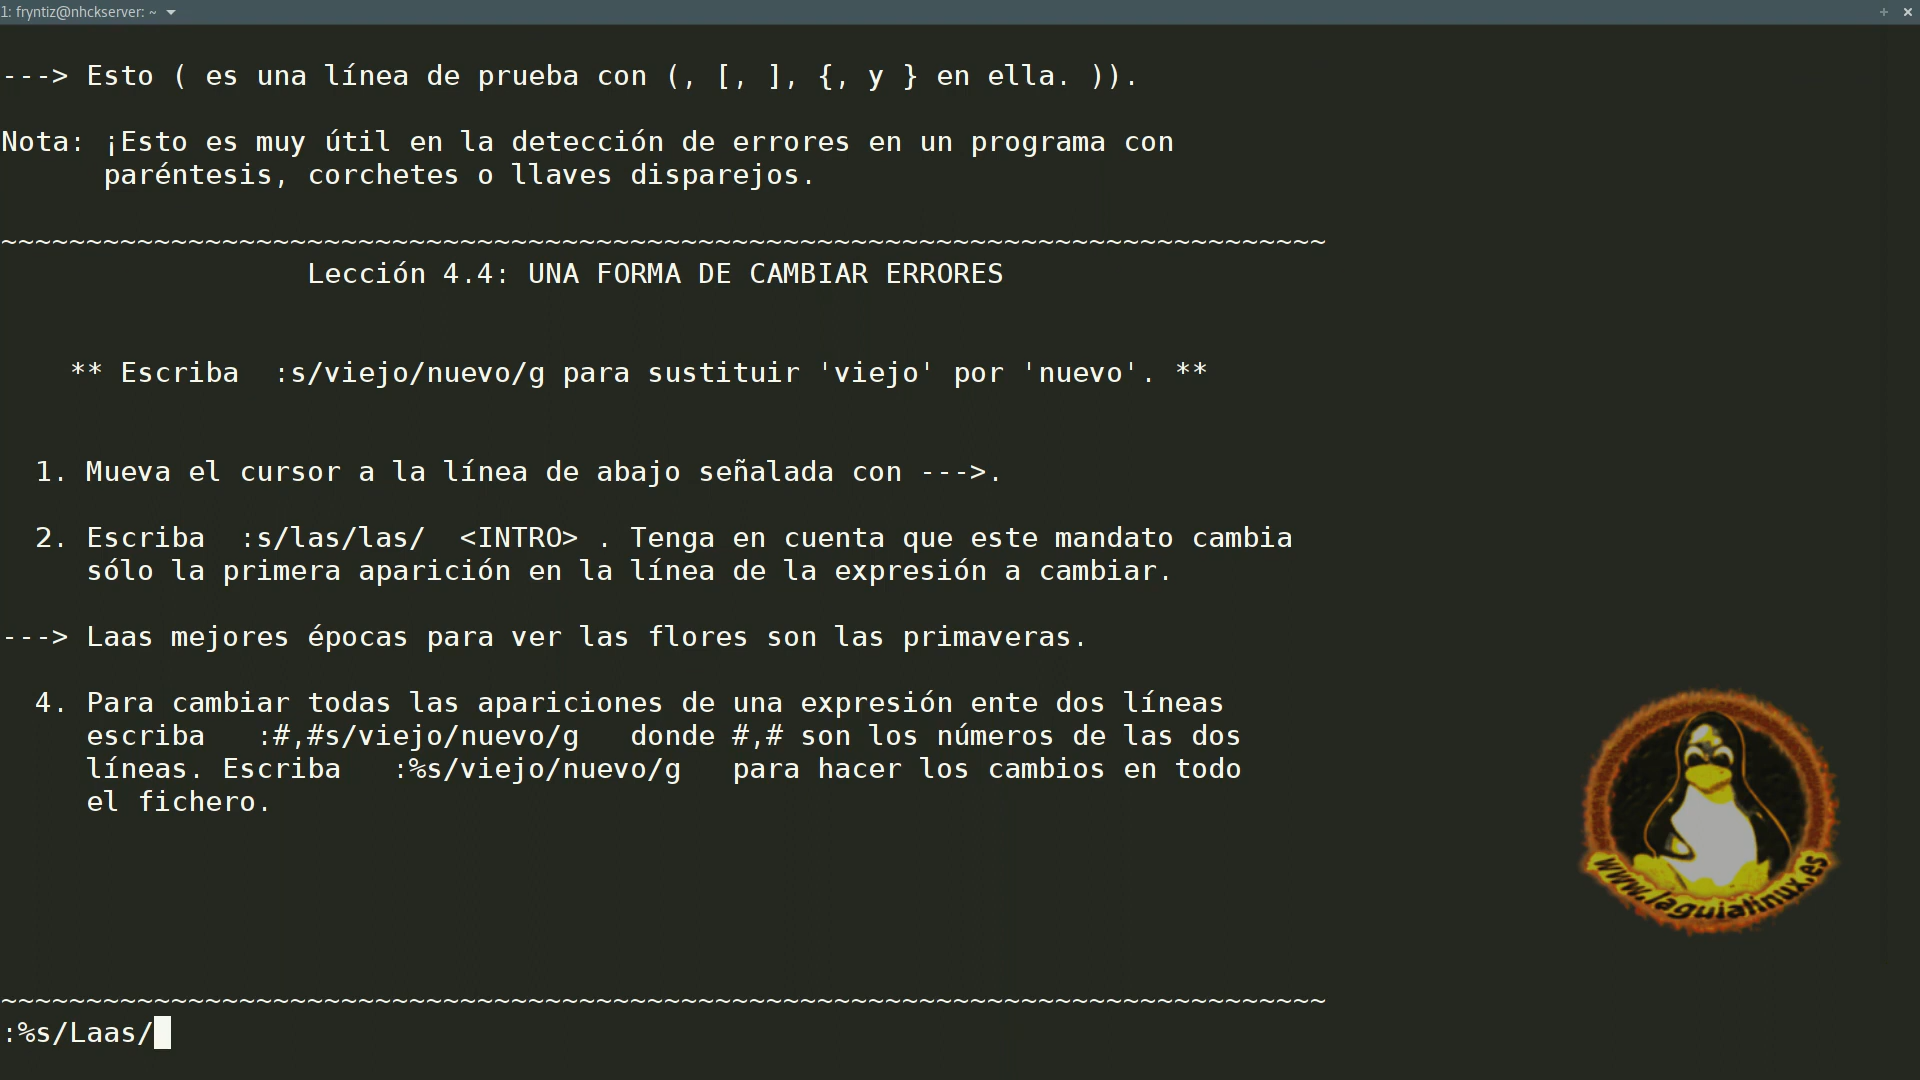 1: fryntiz@nhckserver: ~
---> Esto ( es una línea de prueba con (, [, ], {, y } en ella. )).
Nota: ¡Esto es muy útil en la detección de errores en un programa con
paréntesis, corchetes o llaves disparejos.
~~~~~~~~~~~~~~~~~~~~~~~~~~~~~~~~~~~~~~~~~~~~~~~~~~~~~~~~~~~~~~~~~~~~~~~~~~~~~~
Lección 4.4: UNA FORMA DE CAMBIAR ERRORES
** Escriba  :s/viejo/nuevo/g para sustituir 'viejo' por 'nuevo'. **
1. Mueva el cursor a la línea de abajo señalada con --->.
2. Escriba  :s/las/las/  <INTRO> . Tenga en cuenta que este mandato cambia
sólo la primera aparición en la línea de la expresión a cambiar.
---> Laas mejores épocas para ver las flores son las primaveras.
4. Para cambiar todas las apariciones de una expresión ente dos líneas
escriba   :#,#s/viejo/nuevo/g   donde #,# son los números de las dos
líneas. Escriba   :%s/viejo/nuevo/g   para hacer los cambios en todo
el fichero.
www.laguialinux.es
~~~~~~~~~~~~~~~~~~~~~~~~~~~~~~~~~~~~~~~~~~~~~~~~~~~~~~~~~~~~~~~~~~~~~~~~~~~~~~
:%s/Laas/